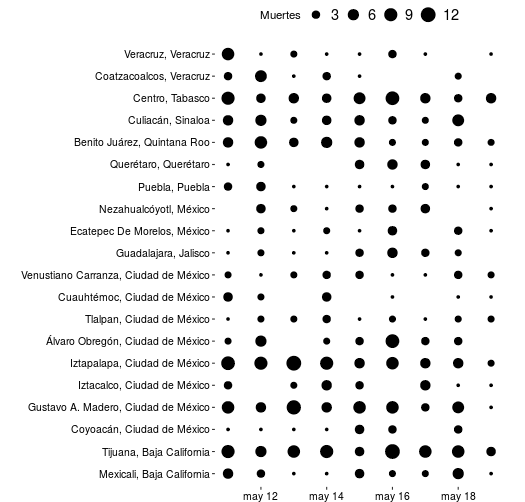 Muertes 3 6 9 12
Veracruz, Veracruz
Coatzacoalcos, Veracruz
Centro, Tabasco
Culiacán, Sinaloa
Benito Juárez, Quintana Roo
Querétaro, Querétaro
Puebla, Puebla
Nezahualcóyotl, México
Ecatepec De Morelos, México
Guadalajara, Jalisco
Venustiano Carranza, Ciudad de México
Cuauhtémoc, Ciudad de México
Tlalpan, Ciudad de México
Álvaro Obregón, Ciudad de México
Iztapalapa, Ciudad de México
Iztacalco, Ciudad de México
Gustavo A. Madero, Ciudad de México
Coyoacán, Ciudad de México
Tijuana, Baja California
Mexicali, Baja California
may 12 may 14 may 16 may 18